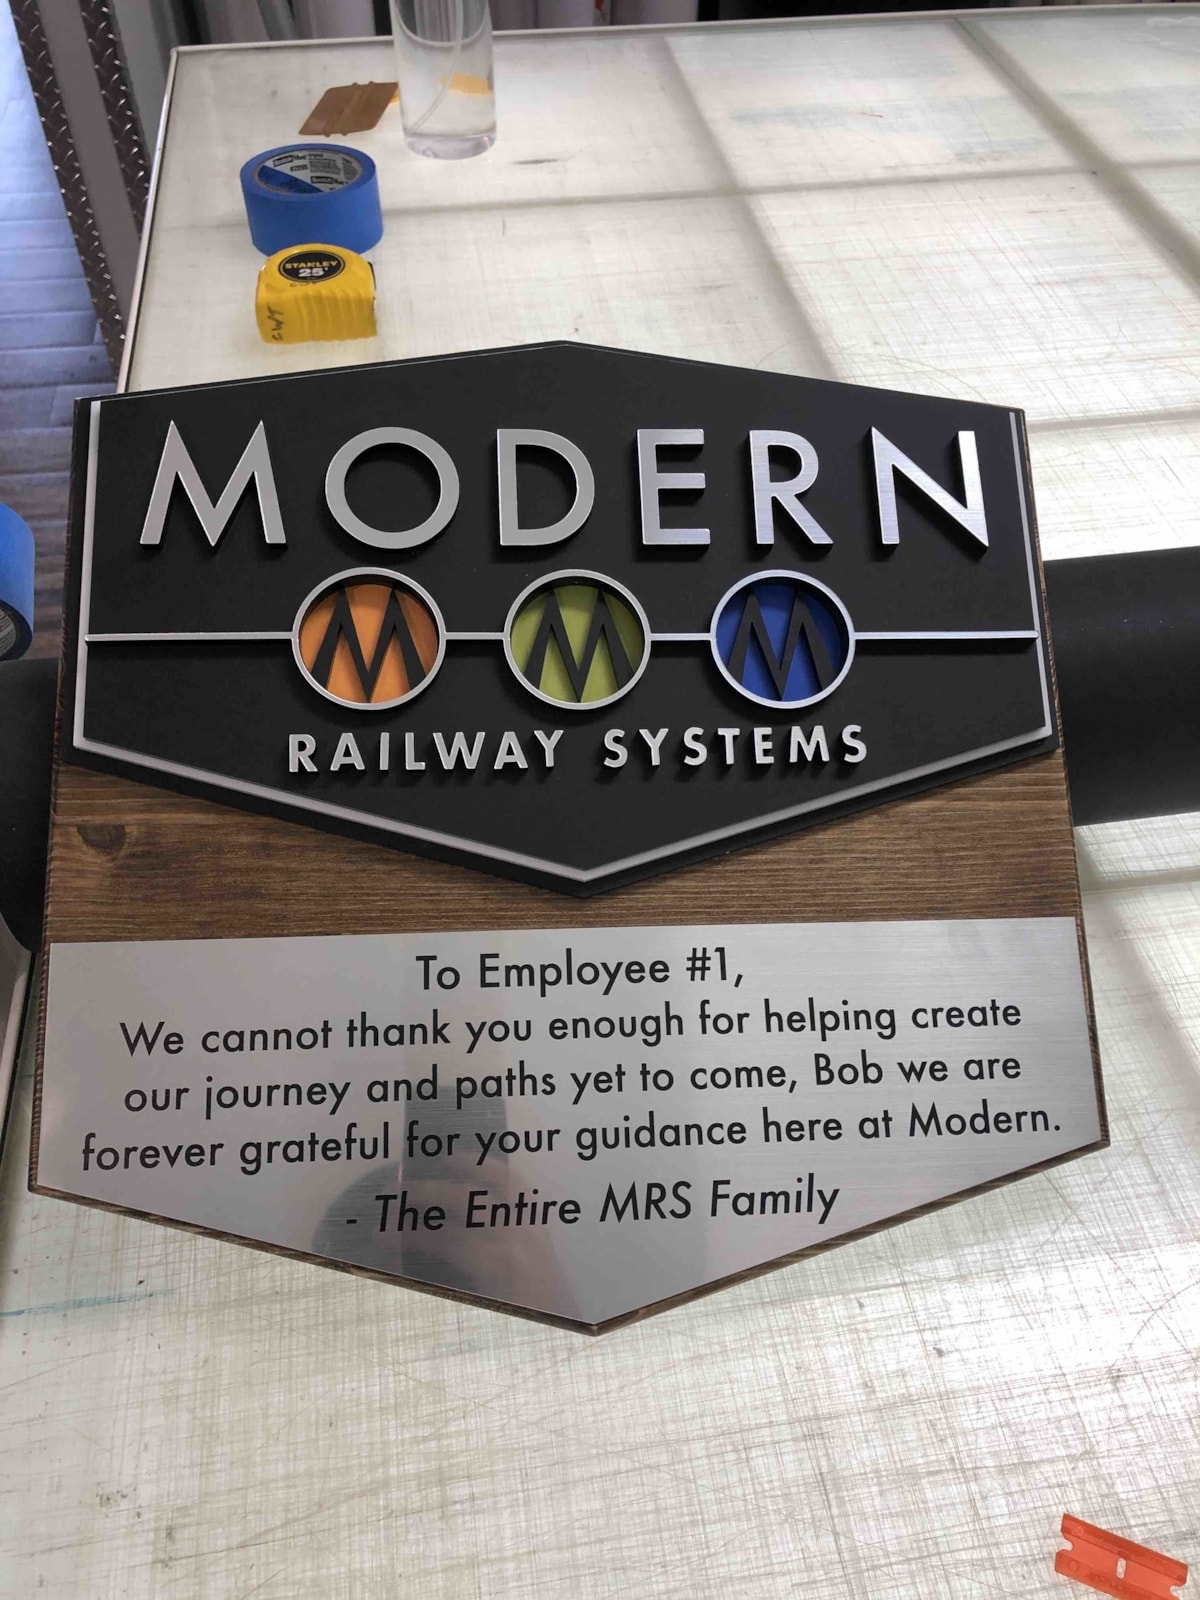 STANLEY
25'
CWT
MODERN
M M M
RAILWAY SYSTEMS
To Employee #1,
We cannot thank you enough for helping create
our journey and paths yet to come, Bob we are
forever grateful for your guidance here at Modern.
- The Entire MRS Family